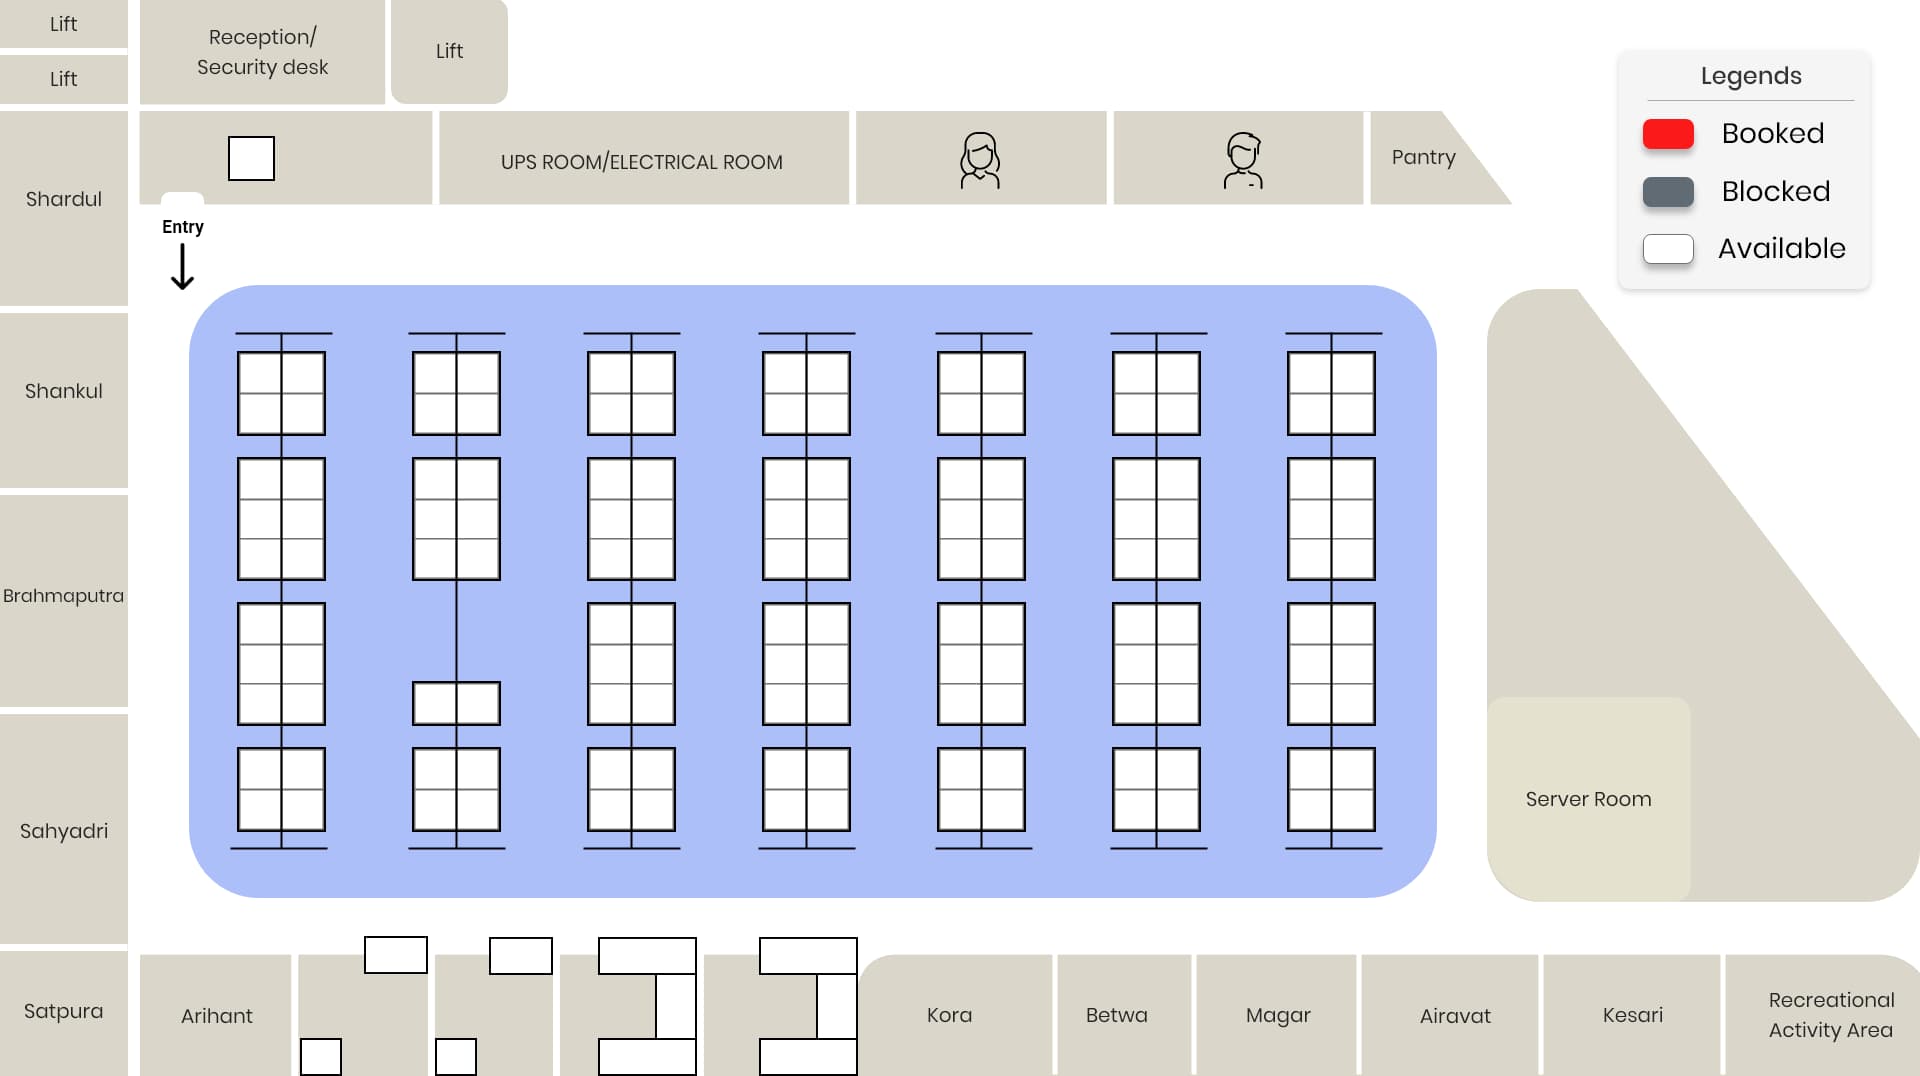 Lift
Lift
Reception/
Security desk
Lift
Legends
Booked
Blocked
Available
Shardul
UPS ROOM/ELECTRICAL ROOM
Pantry
Entry
Shankul
Brahmaputra
Sahyadri
Server Room
Satpura
Arihant
Kora
Betwa
Magar
Airavat
Kesari
Recreational
Activity Area